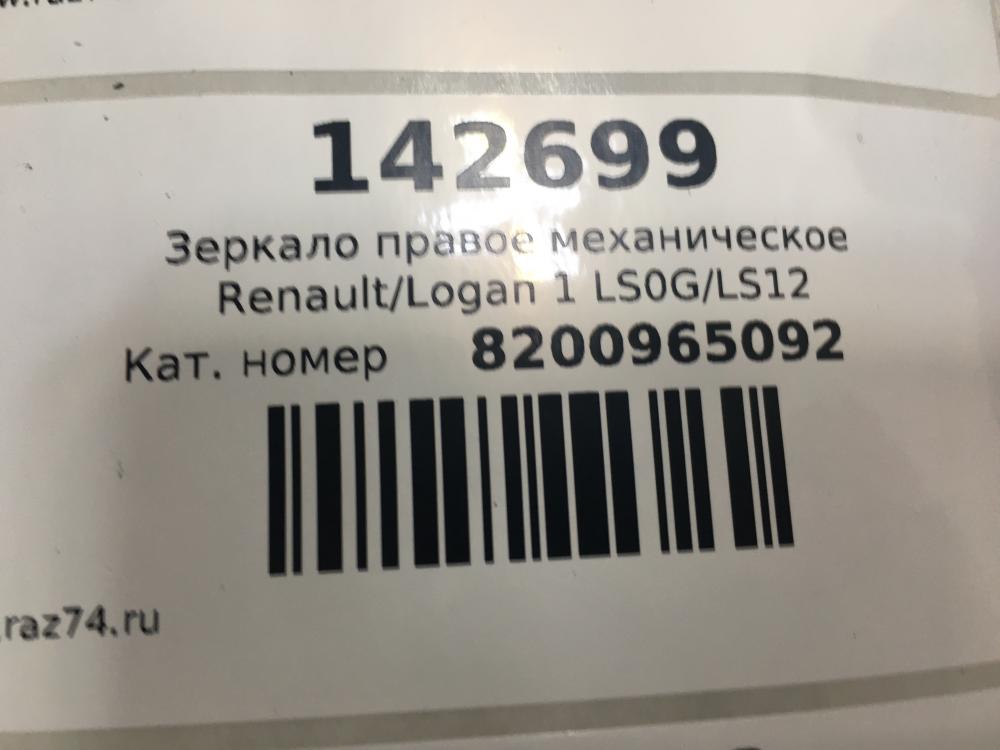 142699
Зеркало правое механическое
Renault/Logan 1 LS0G/LS12
Кат. номер 8200965092
.raz74.ru